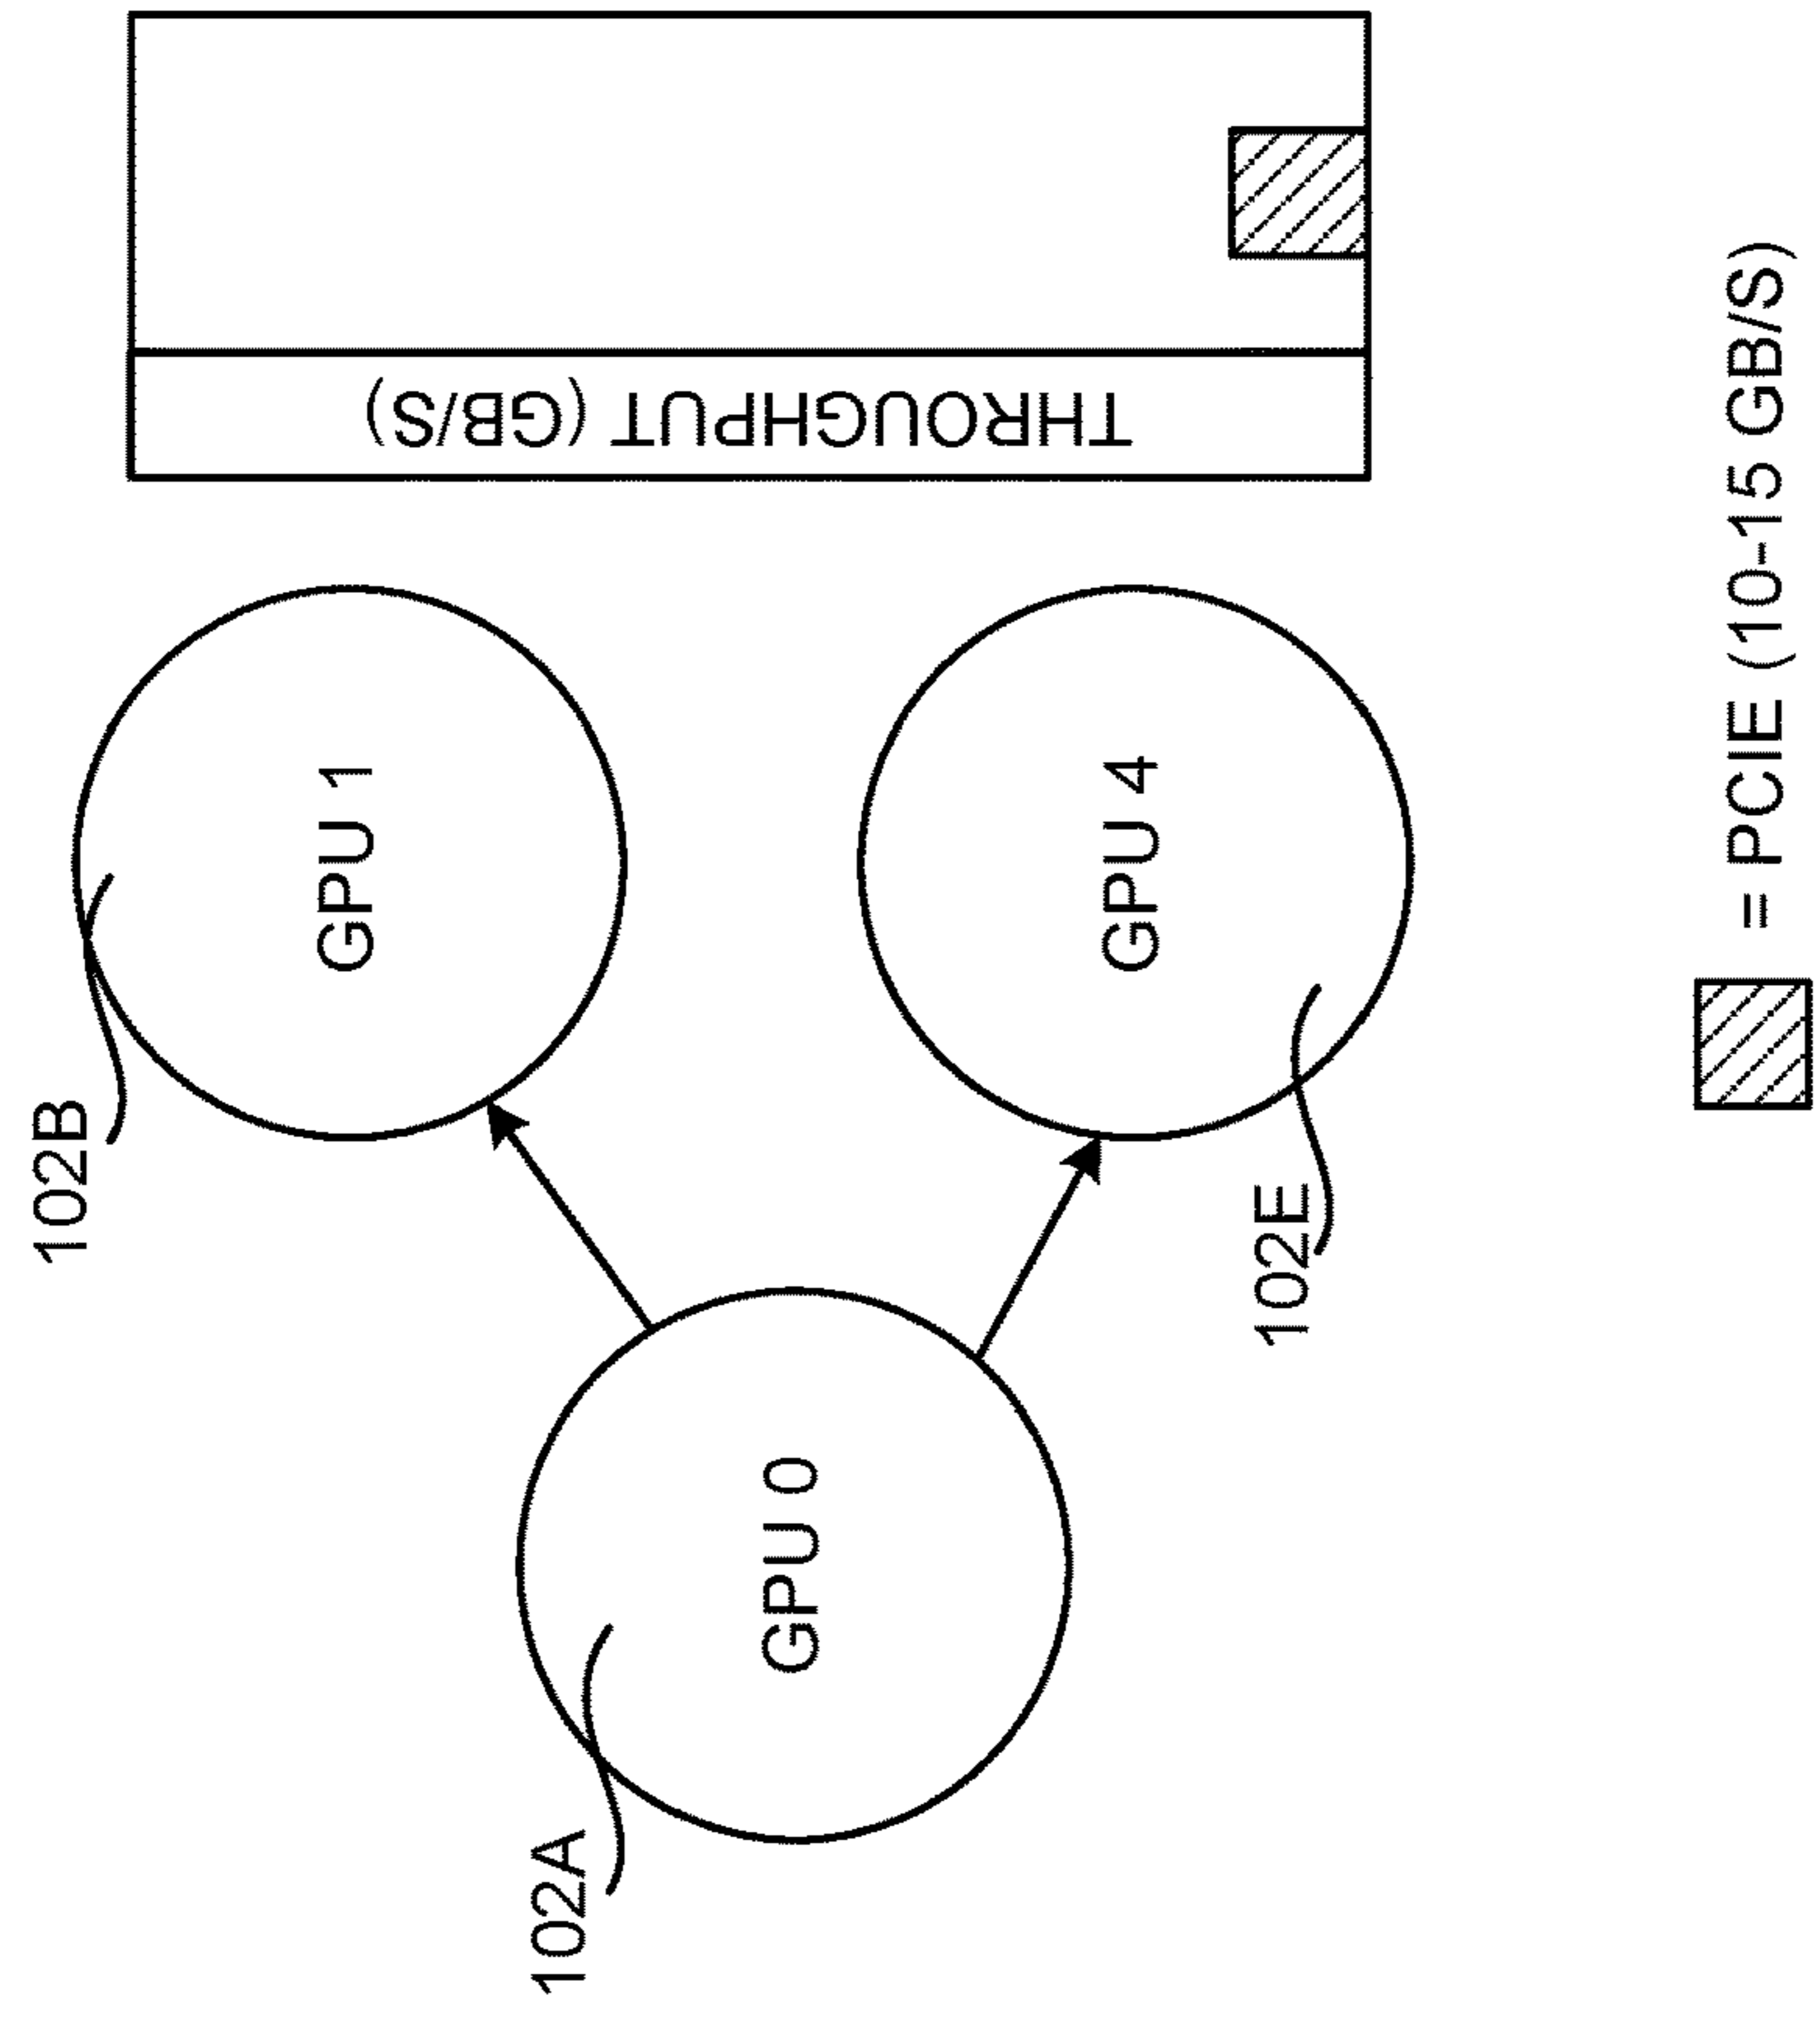 102A
GPU 0
102B
GPU 1
102E
GPU 4
THROUGHPUT (GB/S)
= PCIE (10-15 GB/S)